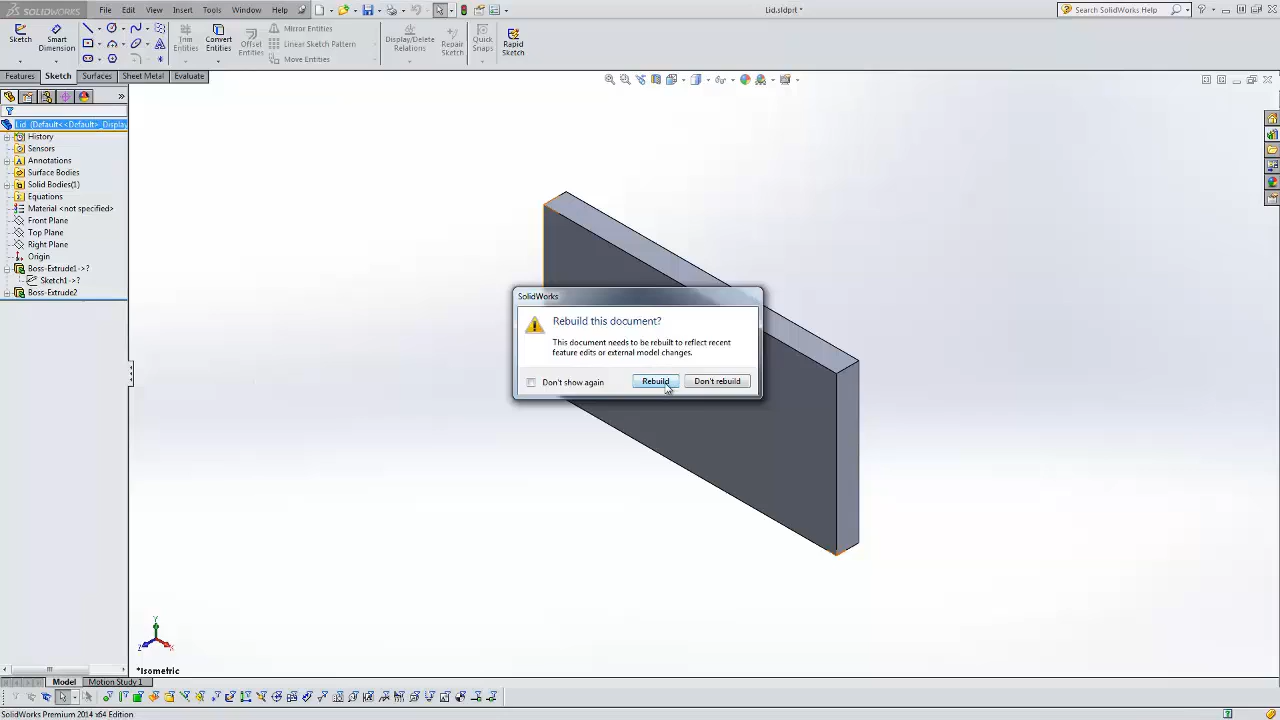 SOLIDWORKS File Edit View Insert Tools Window Help Lid.sldprt * Search SolidWorks Help
Sketch Smart Dimension Trim Entities Convert Entities Offset Entities Mirror Entities Linear Sketch Pattern Move Entities Display/Delete Relations Repair Sketch Quick Snaps Rapid Sketch
Features Sketch Surfaces Sheet Metal Evaluate
Lid (Default<<Default>_Display
History
Sensors
Annotations
Surface Bodies
Solid Bodies(1)
Equations
Material <not specified>
Front Plane
Top Plane
Right Plane
Origin
Boss-Extrude1->?
Sketch1->?
Boss-Extrude2
SolidWorks
Rebuild this document?
This document needs to be rebuilt to reflect recent
feature edits or external model changes.
Don't show again Rebuild Don't rebuild
Y
Z X
*Isometric
Model Motion Study 1
SolidWorks Premium 2014 x64 Edition